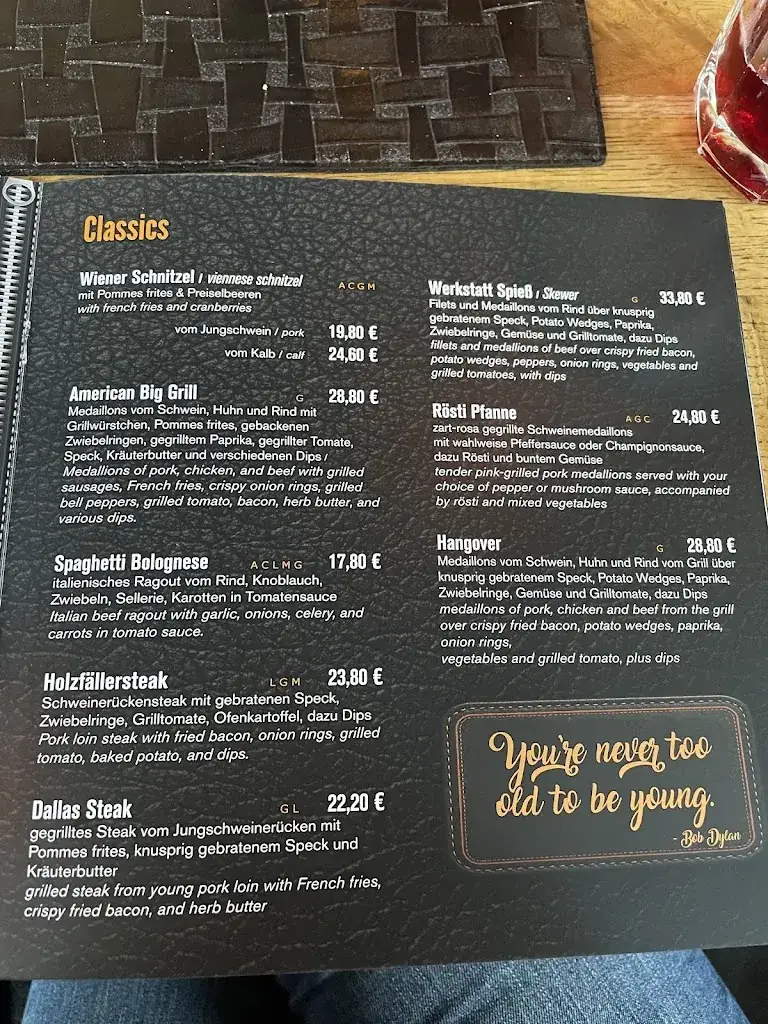 Classics
Wiener Schnitzel / viennese schnitzel ACGM
mit Pommes frites & Preiselbeeren
with french fries and cranberries
vom Jungschwein / pork 19,80 €
vom Kalb / calf 24,60 €
American Big Grill G 28,80 €
Medaillons vom Schwein, Huhn und Rind mit
Grillwürstchen, Pommes frites, gebackenen
Zwiebelringen, gegrilltem Paprika, gegrillter Tomate,
Speck, Kräuterbutter und verschiedenen Dips /
Medallions of pork, chicken, and beef with grilled
sausages, French fries, crispy onion rings, grilled
bell peppers, grilled tomato, bacon, herb butter, and
various dips.
Spaghetti Bolognese ACLMG 17,80 €
italienisches Ragout vom Rind, Knoblauch,
Zwiebeln, Sellerie, Karotten in Tomatensauce
Italian beef ragout with garlic, onions, celery, and
carrots in tomato sauce.
Holzfällersteak LGM 23,80 €
Schweinerückensteak mit gebratenen Speck,
Zwiebelringe, Grilltomate, Ofenkartoffel, dazu Dips
Pork loin steak with fried bacon, onion rings, grilled
tomato, baked potato, and dips.
Dallas Steak GL 22,20 €
gegrilltes Steak vom Jungschweinerücken mit
Pommes frites, knusprig gebratenem Speck und
Kräuterbutter
grilled steak from young pork loin with French fries,
crispy fried bacon, and herb butter
Werkstatt Spieß / Skewer G 33,80 €
Filets und Medaillons vom Rind über knusprig
gebratenem Speck, Potato Wedges, Paprika,
Zwiebelringe, Gemüse und Grilltomate, dazu Dips
fillets and medallions of beef over crispy fried bacon,
potato wedges, peppers, onion rings, vegetables and
grilled tomatoes, with dips
Rösti Pfanne AGC 24,80 €
zart-rosa gegrillte Schweinemedaillons
mit wahlweise Pfeffersauce oder Champignonsauce,
dazu Rösti und buntem Gemüse
tender pink-grilled pork medallions served with your
choice of pepper or mushroom sauce, accompanied
by rösti and mixed vegetables
Hangover G 28,80 €
Medaillons vom Schwein, Huhn und Rind vom Grill über
knusprig gebratenem Speck, Potato Wedges, Paprika,
Zwiebelringe, Gemüse und Grilltomate, dazu Dips
medaillons of pork, chicken and beef from the grill
over crispy fried bacon, potato wedges, paprika,
onion rings,
vegetables and grilled tomato, plus dips
You're never too
old to be young.
- Bob Dylan